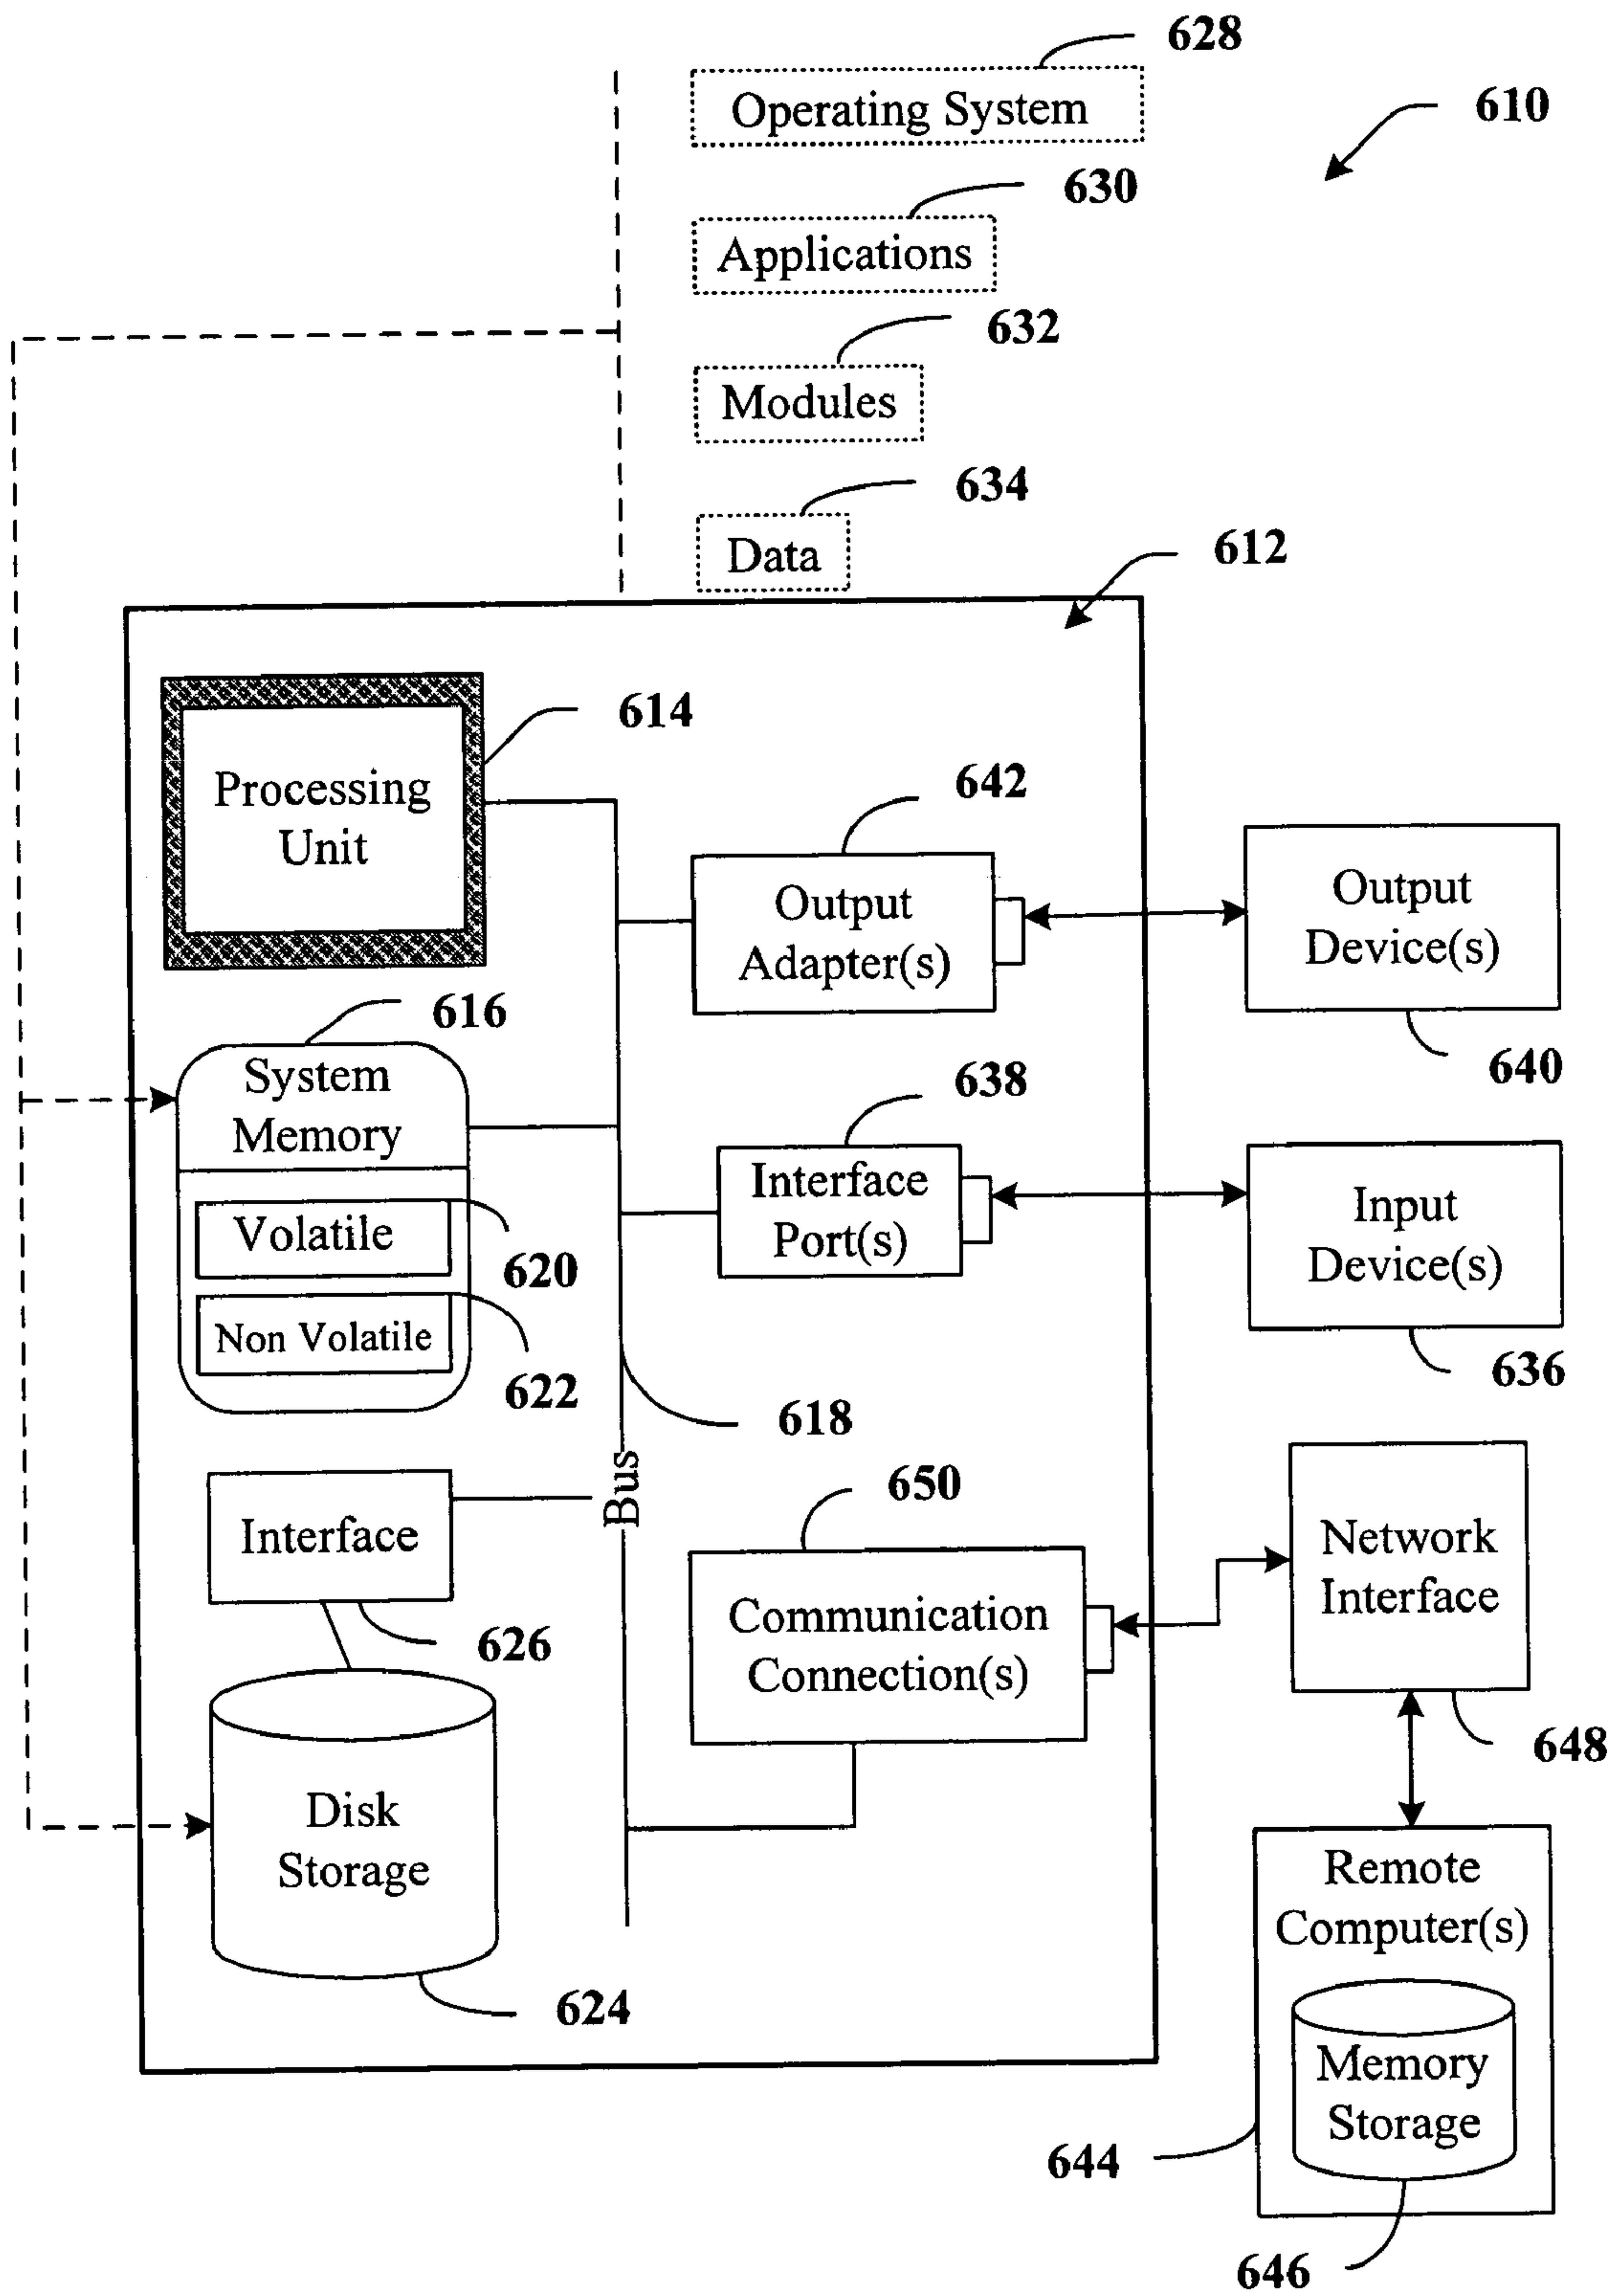 628
Operating System
610
630
Applications
632
Modules
634
Data
612
614
Processing
Unit
642
Output
Adapter(s)
Output
Device(s)
640
616
System
Memory
638
Interface
Port(s)
Input
Device(s)
636
Volatile
620
Non Volatile
622
618
Bus
650
Interface
626
Communication
Connection(s)
Network
Interface
648
Disk
Storage
624
Remote
Computer(s)
Memory
Storage
644
646